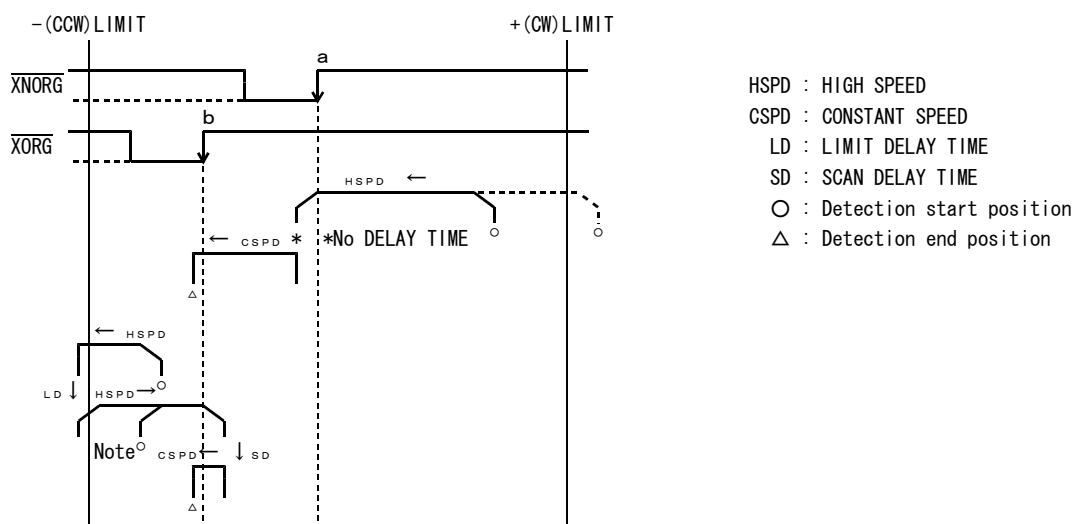 -(CCW)LIMIT +(CW)LIMIT
a
XNORG
b
XORG
HSPD ←
← CSPD * *No DELAY TIME
← HSPD
LD ↓ HSPD→
Note CSPD← ↓ SD
HSPD : HIGH SPEED
CSPD : CONSTANT SPEED
LD : LIMIT DELAY TIME
SD : SCAN DELAY TIME
○ : Detection start position
△ : Detection end position